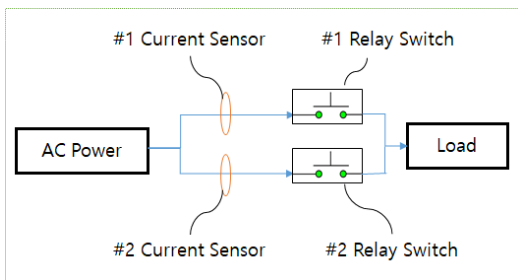 #1 Current Sensor
#1 Relay Switch
AC Power
Load
#2 Current Sensor
#2 Relay Switch